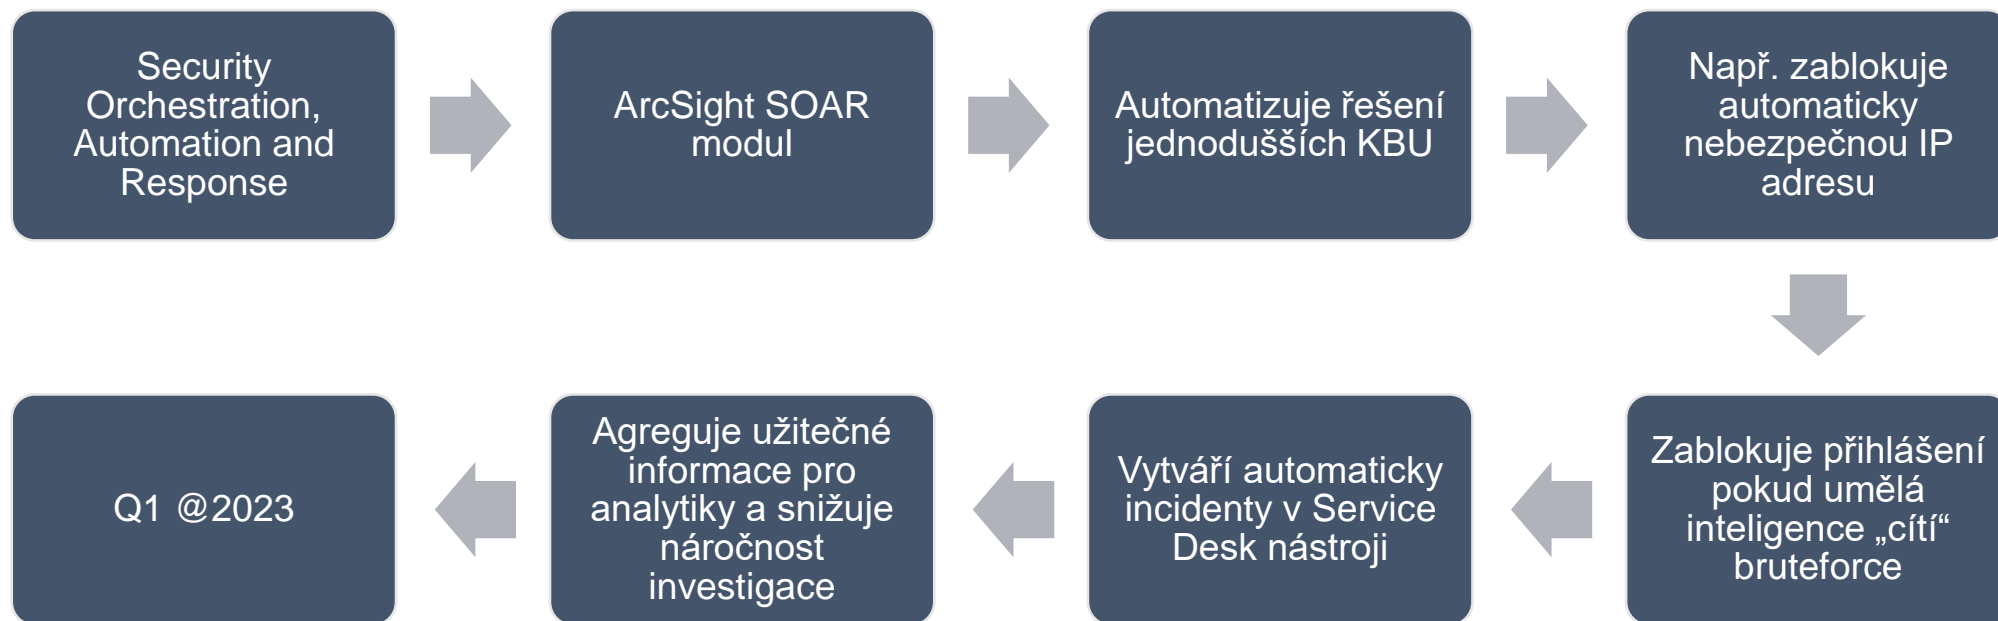 Security
Orchestration,
Automation and
Response
ArcSight SOAR
modul
Automatizuje řešení
jednodušších KBU
Např. zablokuje
automaticky
nebezpečnou IP
adresu
Zablokuje přihlášení
pokud umělá
inteligence „cítí“
bruteforce
Vytváří automaticky
incidenty v Service
Desk nástroji
Agreguje užitečné
informace pro
analytiky a snižuje
náročnost
investigace
Q1 @2023